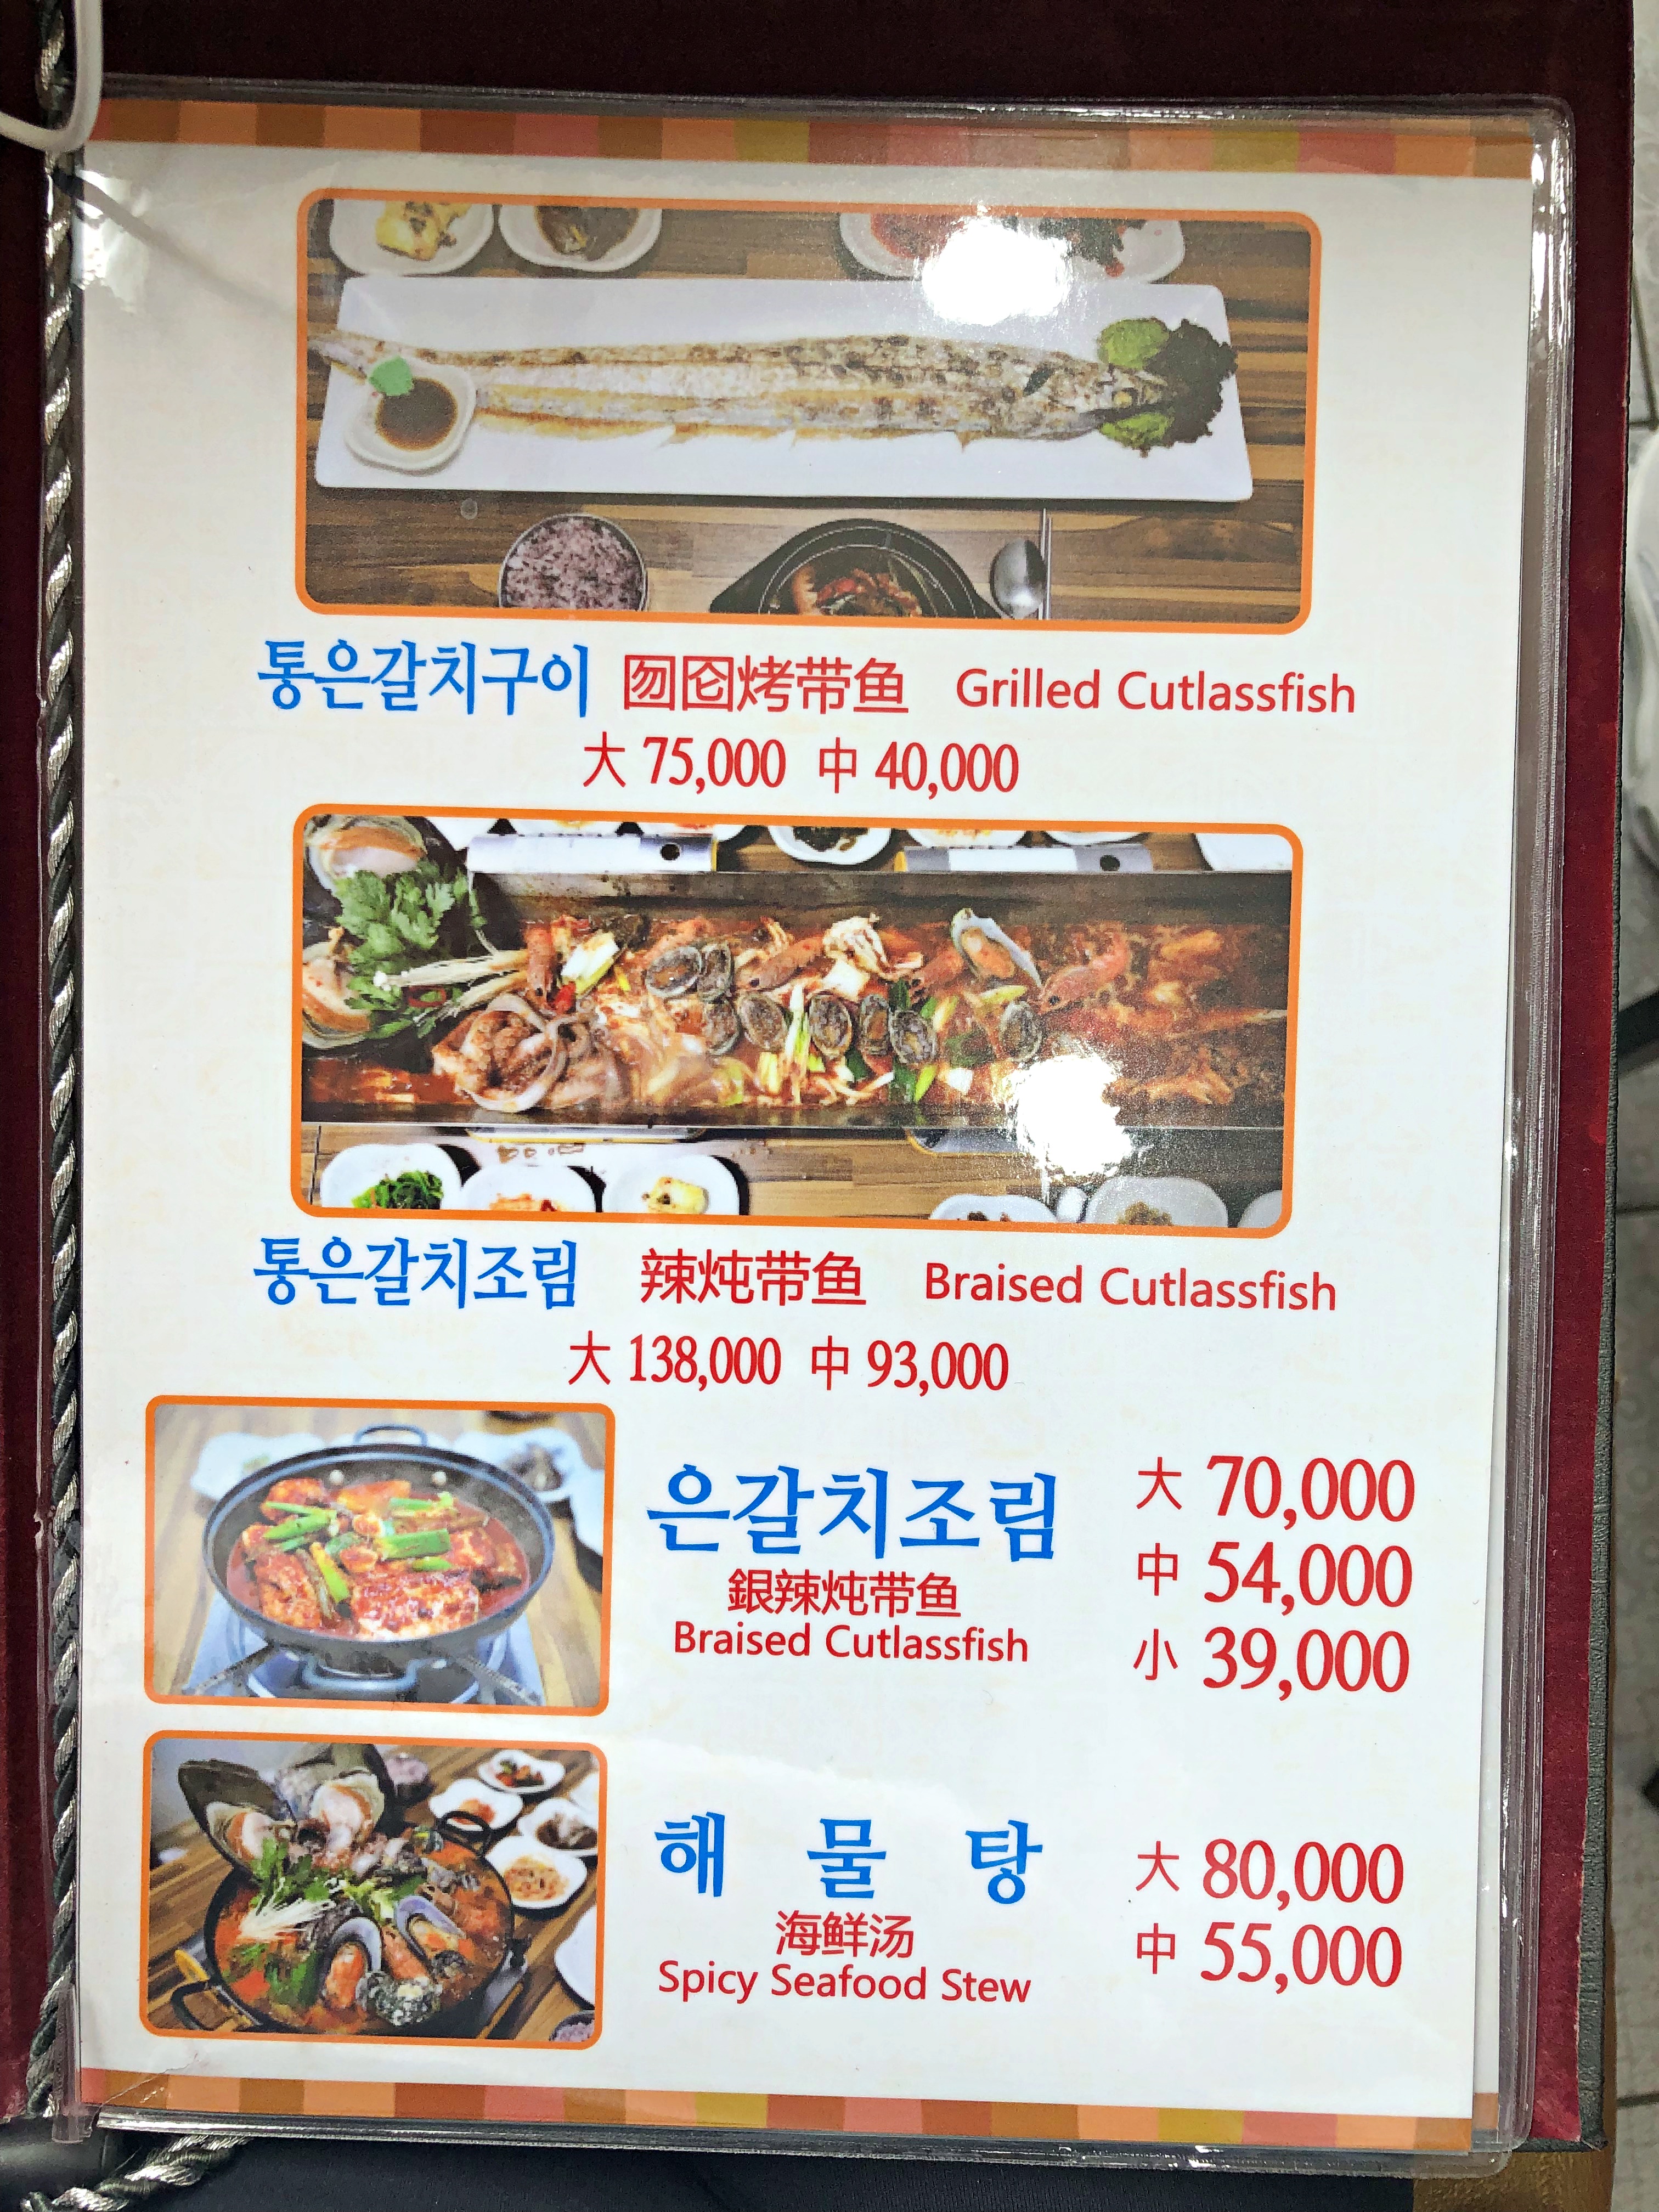 통은갈치구이 囫囵烤带鱼 Grilled Cutlassfish
大 75,000 中 40,000
통은갈치조림 辣炖带鱼 Braised Cutlassfish
大 138,000 中 93,000
은갈치조림
銀辣炖带鱼
Braised Cutlassfish
大 70,000
中 54,000
小 39,000
해 물 탕
海鲜汤
Spicy Seafood Stew
大 80,000
中 55,000